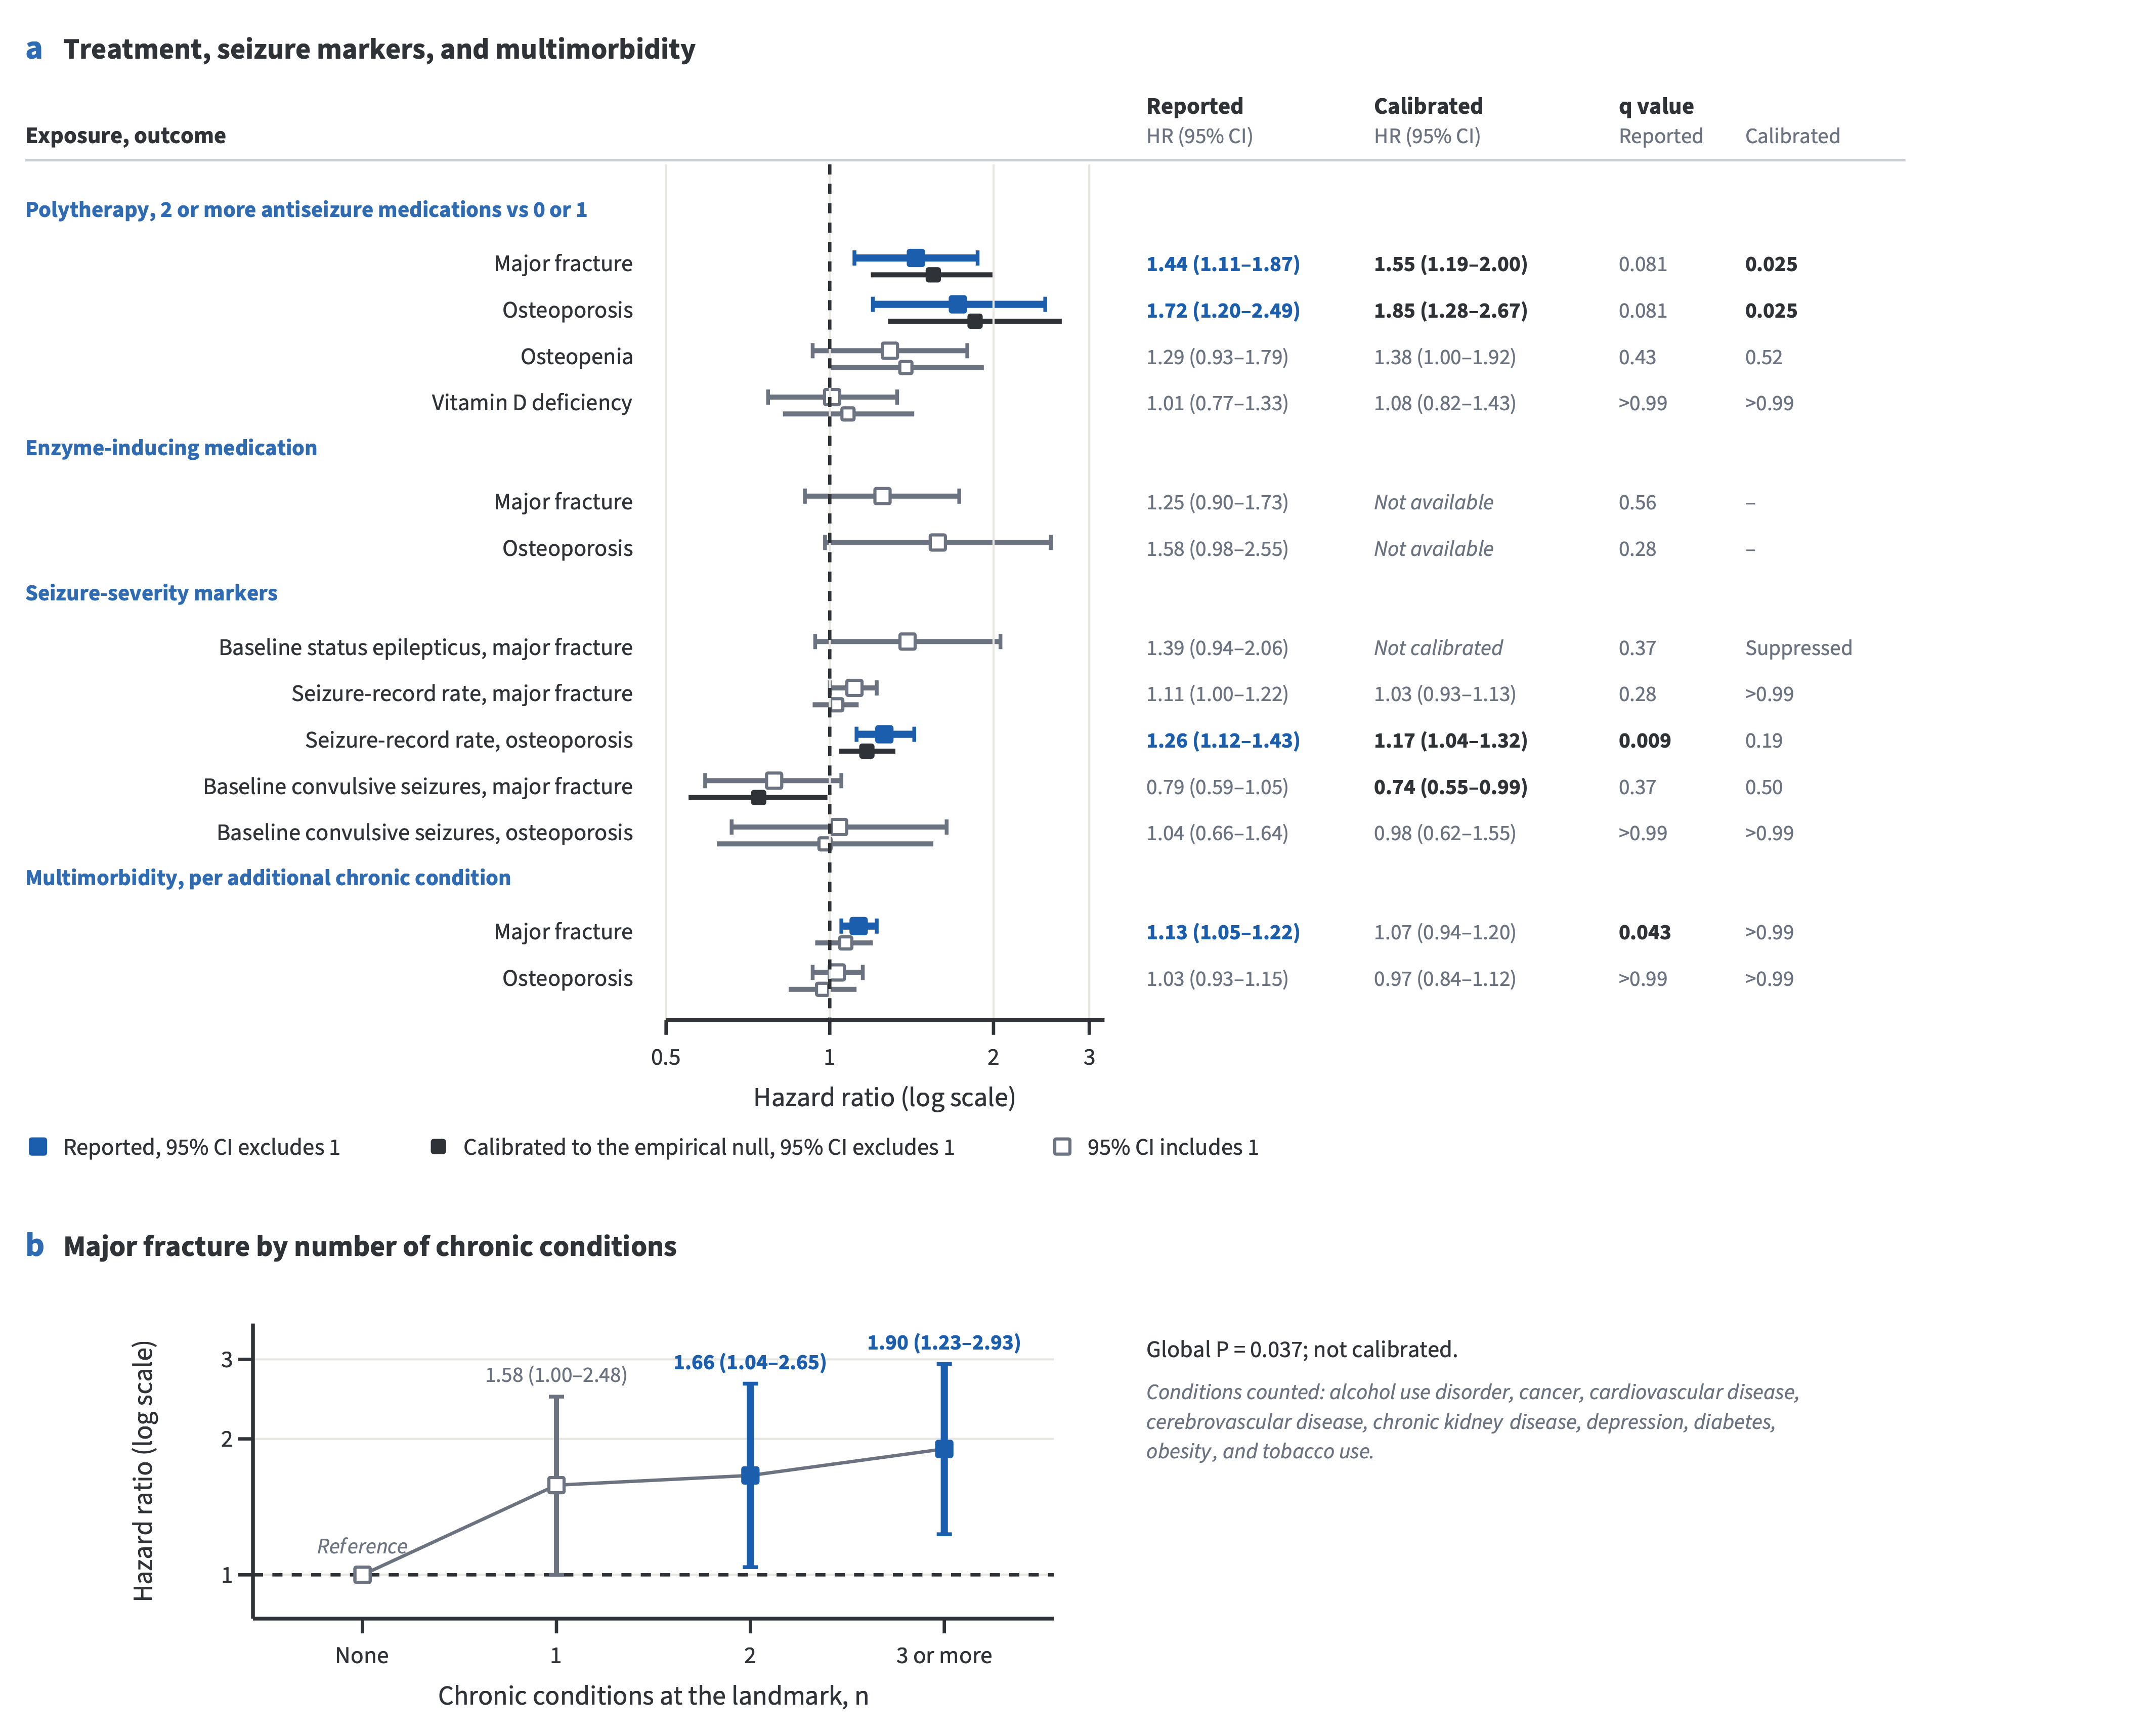 a Treatment, seizure markers, and multimorbidity
Reported Calibrated q value
Exposure, outcome HR (95% CI) HR (95% CI) Reported Calibrated
Polytherapy, 2 or more antiseizure medications vs 0 or 1
Major fracture 1.44 (1.11–1.87) 1.55 (1.19–2.00) 0.081 0.025
Osteoporosis 1.72 (1.20–2.49) 1.85 (1.28–2.67) 0.081 0.025
Osteopenia 1.29 (0.93–1.79) 1.38 (1.00–1.92) 0.43 0.52
Vitamin D deficiency 1.01 (0.77–1.33) 1.08 (0.82–1.43) >0.99 >0.99
Enzyme-inducing medication
Major fracture 1.25 (0.90–1.73) Not available 0.56 –
Osteoporosis 1.58 (0.98–2.55) Not available 0.28 –
Seizure-severity markers
Baseline status epilepticus, major fracture 1.39 (0.94–2.06) Not calibrated 0.37 Suppressed
Seizure-record rate, major fracture 1.11 (1.00–1.22) 1.03 (0.93–1.13) 0.28 >0.99
Seizure-record rate, osteoporosis 1.26 (1.12–1.43) 1.17 (1.04–1.32) 0.009 0.19
Baseline convulsive seizures, major fracture 0.79 (0.59–1.05) 0.74 (0.55–0.99) 0.37 0.50
Baseline convulsive seizures, osteoporosis 1.04 (0.66–1.64) 0.98 (0.62–1.55) >0.99 >0.99
Multimorbidity, per additional chronic condition
Major fracture 1.13 (1.05–1.22) 1.07 (0.94–1.20) 0.043 >0.99
Osteoporosis 1.03 (0.93–1.15) 0.97 (0.84–1.12) >0.99 >0.99
0.5 1 2 3
Hazard ratio (log scale)
Reported, 95% CI excludes 1 Calibrated to the empirical null, 95% CI excludes 1 95% CI includes 1
b Major fracture by number of chronic conditions
Hazard ratio (log scale)
3
2
1
Reference
1.58 (1.00–2.48)
1.66 (1.04–2.65)
1.90 (1.23–2.93)
None 1 2 3 or more
Chronic conditions at the landmark, n
Global P = 0.037; not calibrated.
Conditions counted: alcohol use disorder, cancer, cardiovascular disease,
cerebrovascular disease, chronic kidney disease, depression, diabetes,
obesity, and tobacco use.